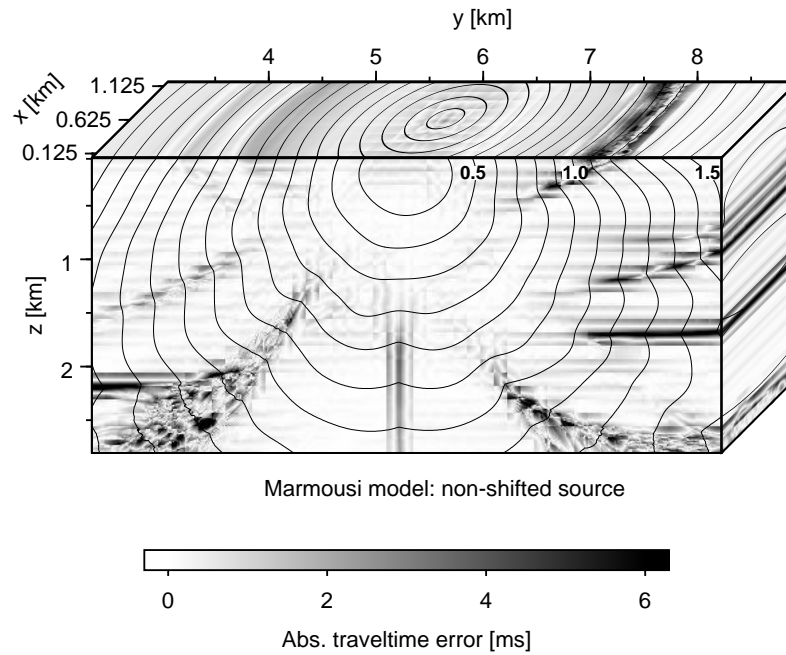 y [km]
4 5 6 7 8
x [km]
1.125
0.625
0.125
0.5 1.0 1.5
z [km]
1
2
Marmousi model: non-shifted source
0 2 4 6
Abs. traveltime error [ms]